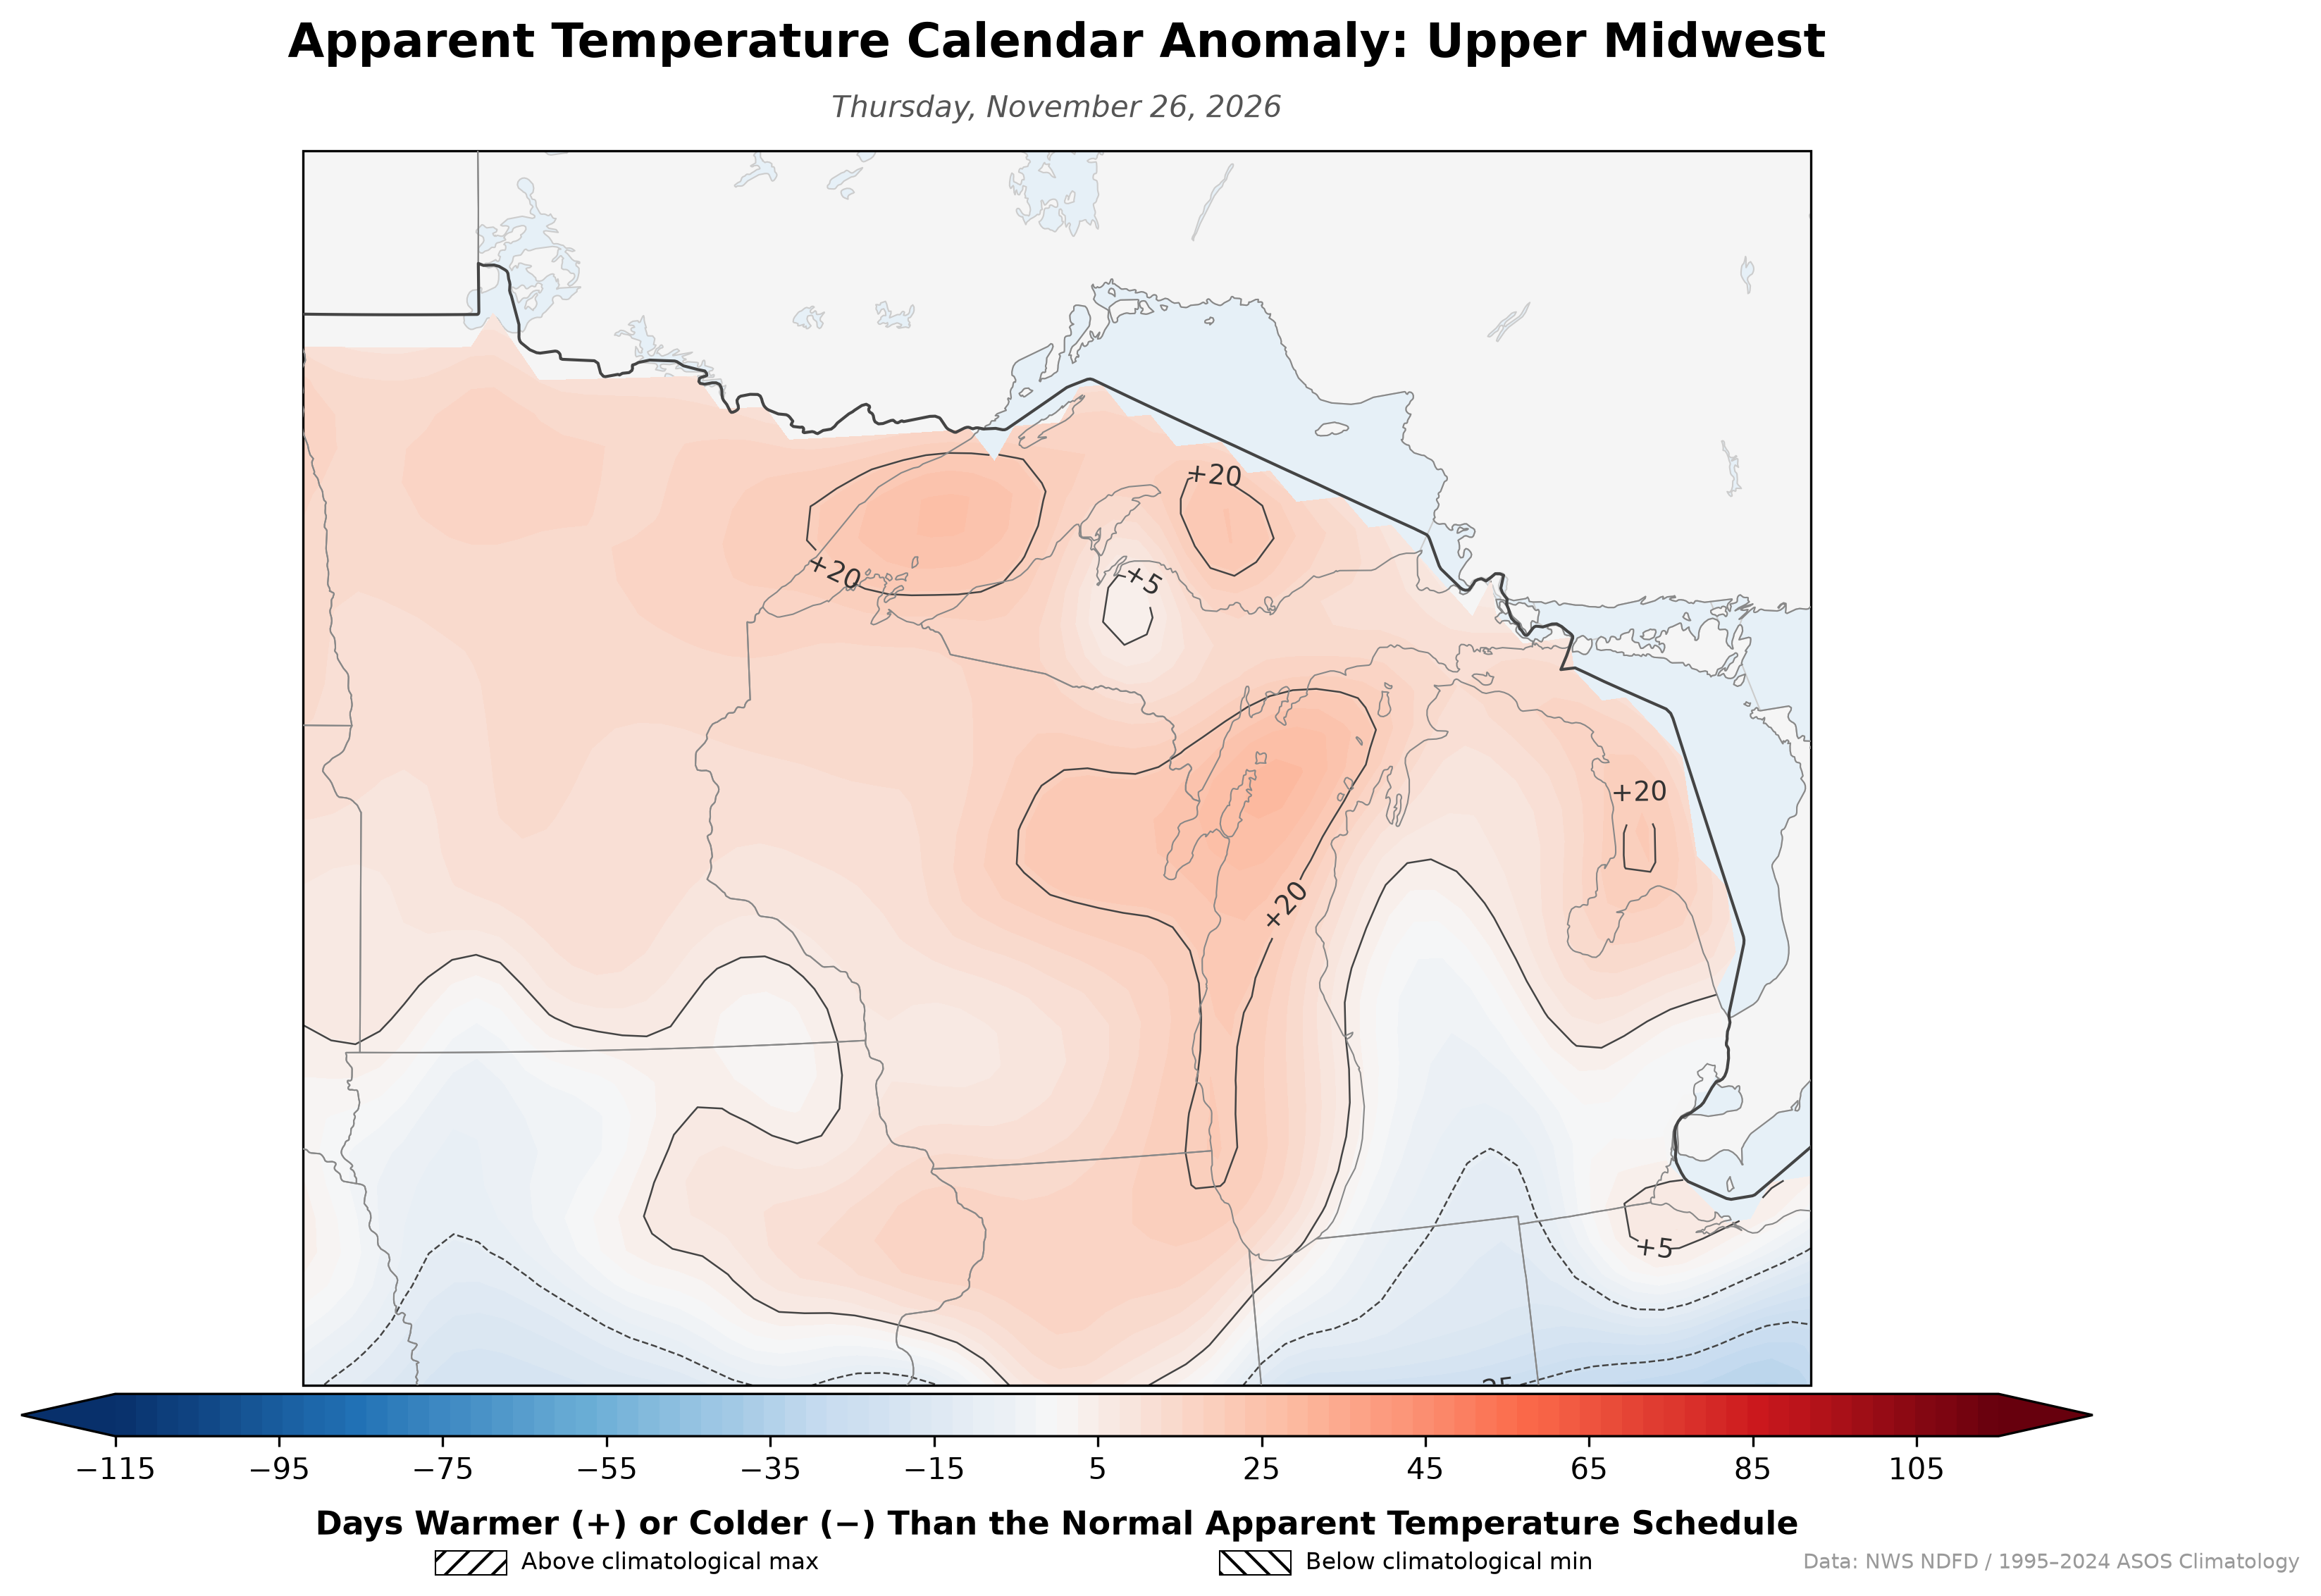 Apparent Temperature Calendar Anomaly: Upper Midwest
Thursday, November 26, 2026
+20
+20
+5
+20
+20
+5
−115 −95 −75 −55 −35 −15 5 25 45 65 85 105
Days Warmer (+) or Colder (−) Than the Normal Apparent Temperature Schedule
Above climatological max Below climatological min Data: NWS NDFD / 1995–2024 ASOS Climatology